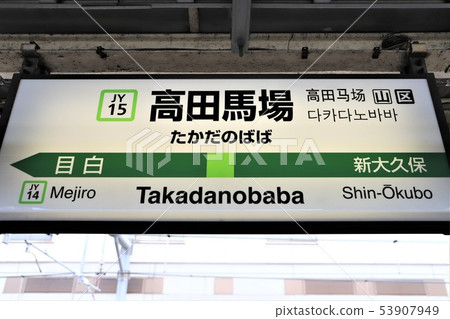 JY
15
高田馬場
たかだのばば
高田马场 山 区
다카다노바바
目白
新大久保
JY
14
Mejiro
Takadanobaba
Shin-Ōkubo
53907949